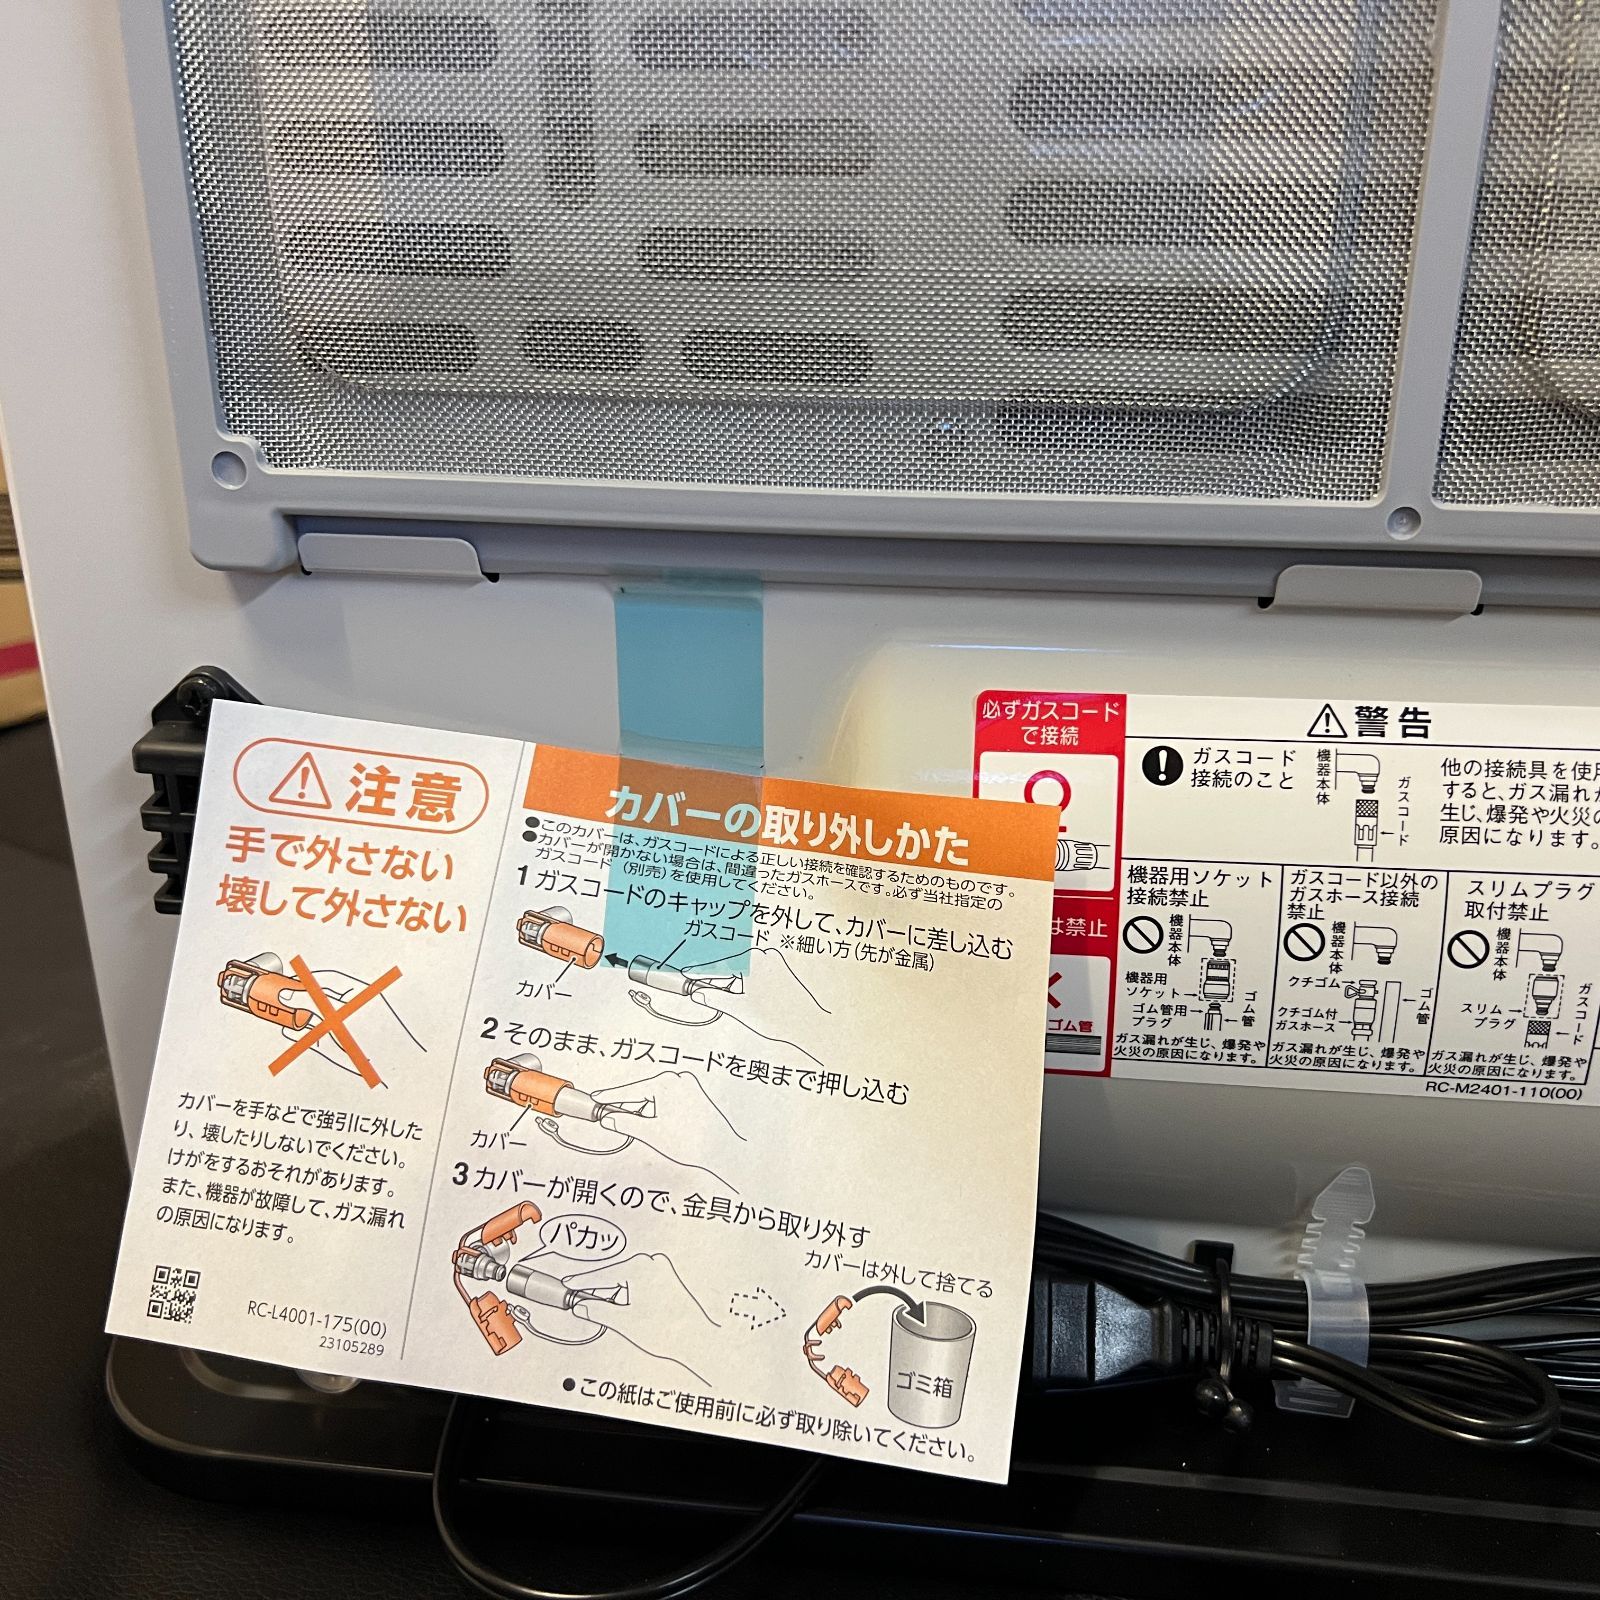 注意
手で外さない
壊して外さない
カバーを手などで強引に外した
り、壊したりしないでください。
けがをするおそれがあります。
また、機器が故障して、ガス漏れ
の原因になります。
RC-L4001-175(00)
23105289
カバーの取り外しかた
●このカバーは、ガスコードによる正しい接続を確認するためのものです。
●カバーが開かない場合は、間違ったガスホースです。必ず当社指定の
ガスコード(別売)を使用してください。
1 ガスコードのキャップを外して、カバーに差し込む
ガスコード ※細い方(先が金属)
カバー
2 そのまま、ガスコードを奥まで押し込む
カバー
3 カバーが開くので、金具から取り外す
パカッ
カバーは外して捨てる
ゴミ箱
●この紙はご使用前に必ず取り除いてください。
必ずガスコード
で接続
は禁止
ゴム管
警告
ガスコード
接続のこと
機器本体
ガスコード
他の接続具を使用
すると、ガス漏れが
生じ、爆発や火災の
原因になります。
機器用ソケット
接続禁止
機器本体
機器用
ソケット
ゴム管用
プラグ
ゴム管
ガス漏れが生じ、爆発や
火災の原因になります。
ガスコード以外の
ガスホース接続
禁止
機器本体
クチゴム
クチゴム付
ガスホース
ゴム管
ガス漏れが生じ、爆発や
火災の原因になります。
スリムプラグ
取付禁止
機器本体
スリム
プラグ
ガスコード
ガス漏れが生じ、爆発や
火災の原因になります。
RC-M2401-110(00)